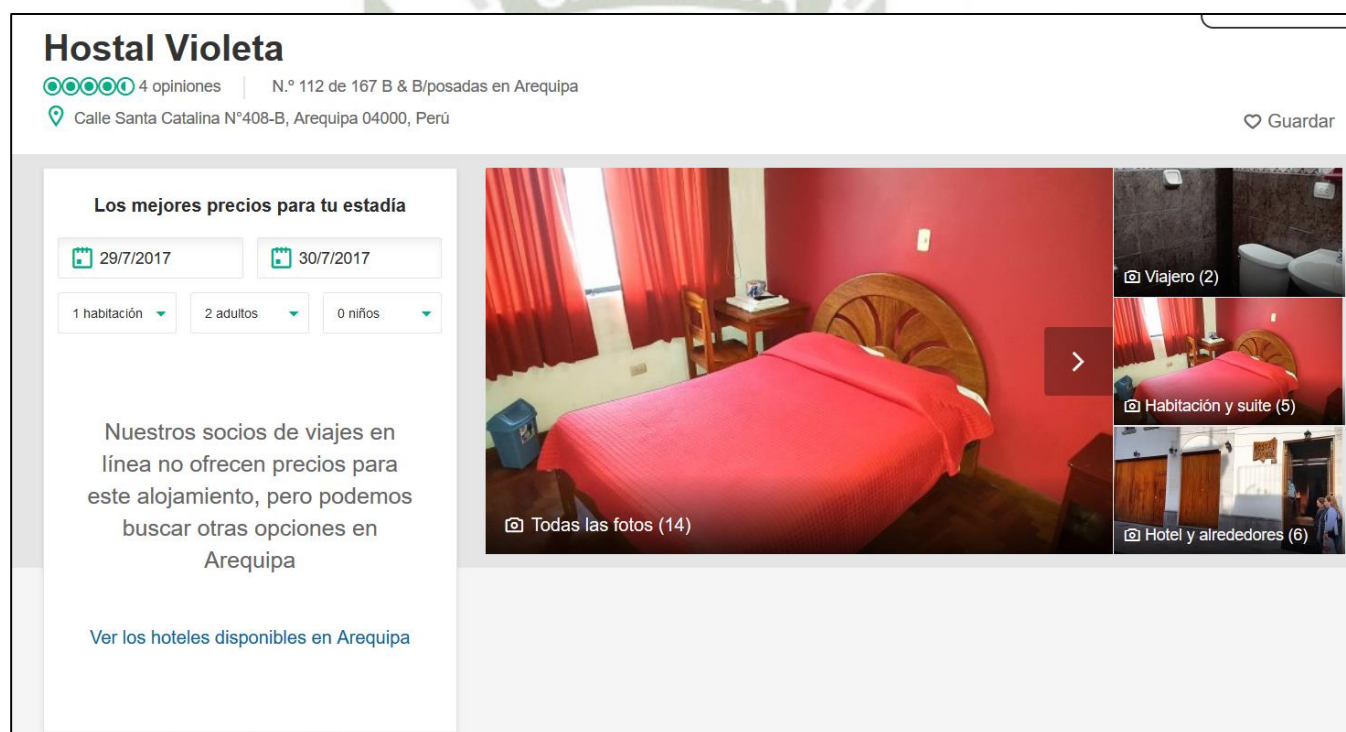 Hostal Violeta
4 opiniones
N.º 112 de 167 B & B/posadas en Arequipa
Calle Santa Catalina N°408-B, Arequipa 04000, Perú
Guardar
Los mejores precios para tu estadía
29/7/2017
30/7/2017
1 habitación
2 adultos
0 niños
Nuestros socios de viajes en
línea no ofrecen precios para
este alojamiento, pero podemos
buscar otras opciones en
Arequipa
Ver los hoteles disponibles en Arequipa
Todas las fotos (14)
Viajero (2)
Habitación y suite (5)
Hotel y alrededores (6)